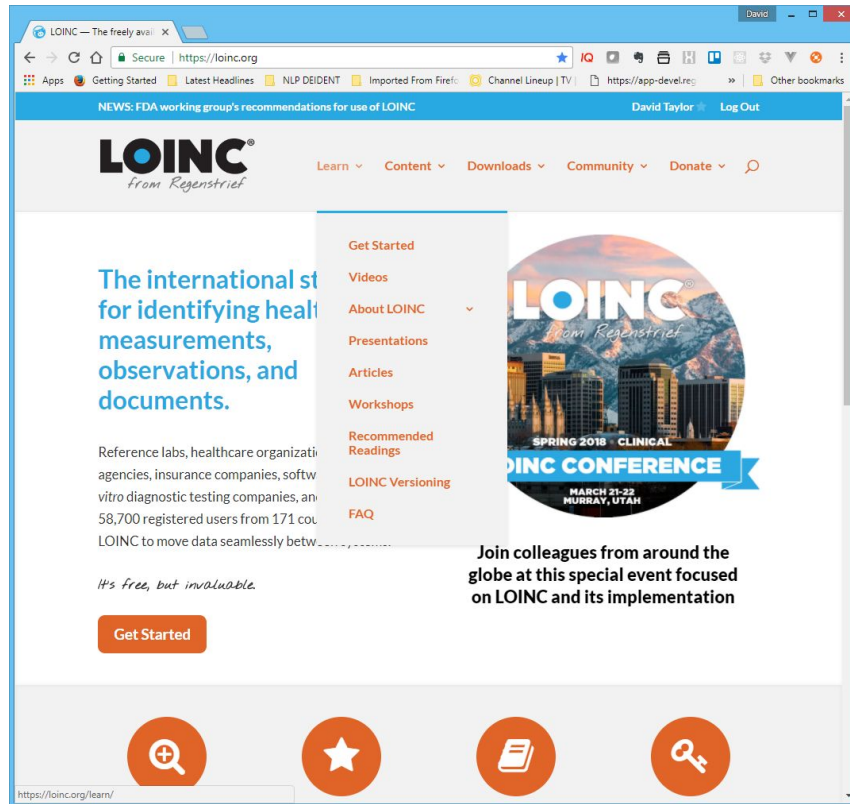 David
LOINC — The freely avail
Secure https://loinc.org
Apps Getting Started Latest Headlines NLP DEIDENT Imported From Firefo Channel Lineup | TV | https://app-devel.reg » Other bookmarks
NEWS: FDA working group's recommendations for use of LOINC David Taylor Log Out
LOINC®
from Regenstrief
Learn Content Downloads Community Donate
Get Started
Videos
About LOINC
Presentations
Articles
Workshops
Recommended
Readings
LOINC Versioning
FAQ
The international st
for identifying healt
measurements,
observations, and
documents.
Reference labs, healthcare organizati
agencies, insurance companies, softw
vitro diagnostic testing companies, and
58,700 registered users from 171 cou
LOINC to move data seamlessly between systems.
It's free, but invaluable.
Get Started
LOINC®
from Regenstrief
SPRING 2018 · CLINICAL
OINC CONFERENCE
MARCH 21-22
MURRAY, UTAH
Join colleagues from around the
globe at this special event focused
on LOINC and its implementation
https://loinc.org/learn/